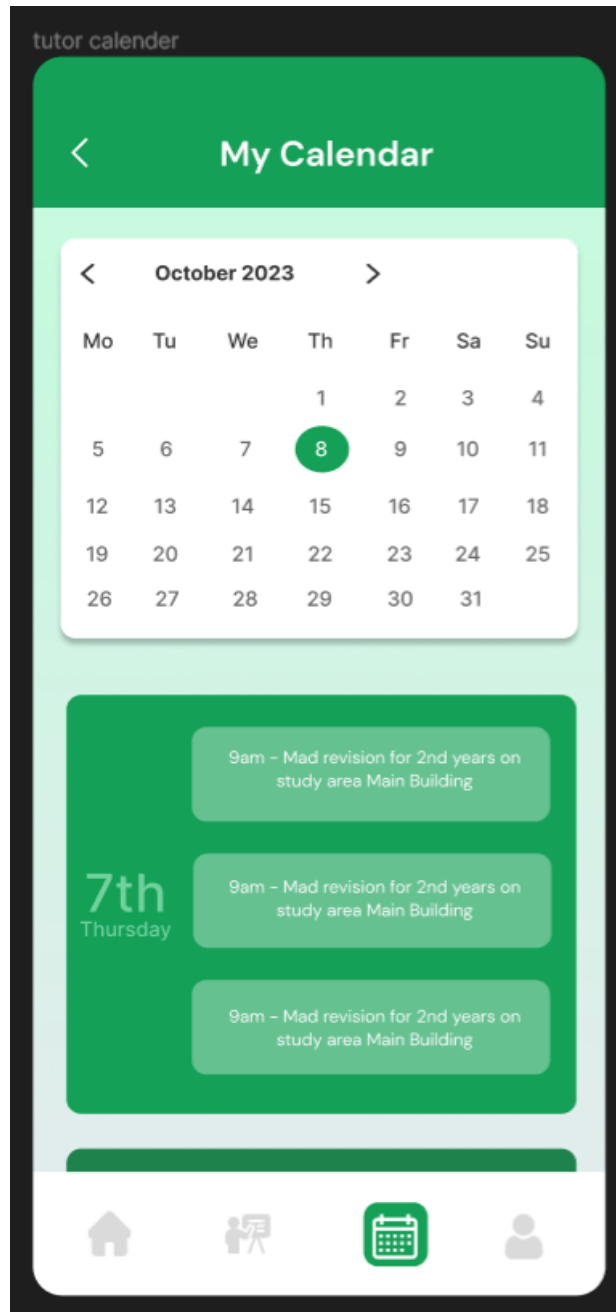 tutor calender
My Calendar
October 2023
Mo Tu We Th Fr Sa Su
1 2 3 4
5 6 7 8 9 10 11
12 13 14 15 16 17 18
19 20 21 22 23 24 25
26 27 28 29 30 31
9am - Mad revision for 2nd years on
study area Main Building
7th
Thursday
9am - Mad revision for 2nd years on
study area Main Building
9am - Mad revision for 2nd years on
study area Main Building